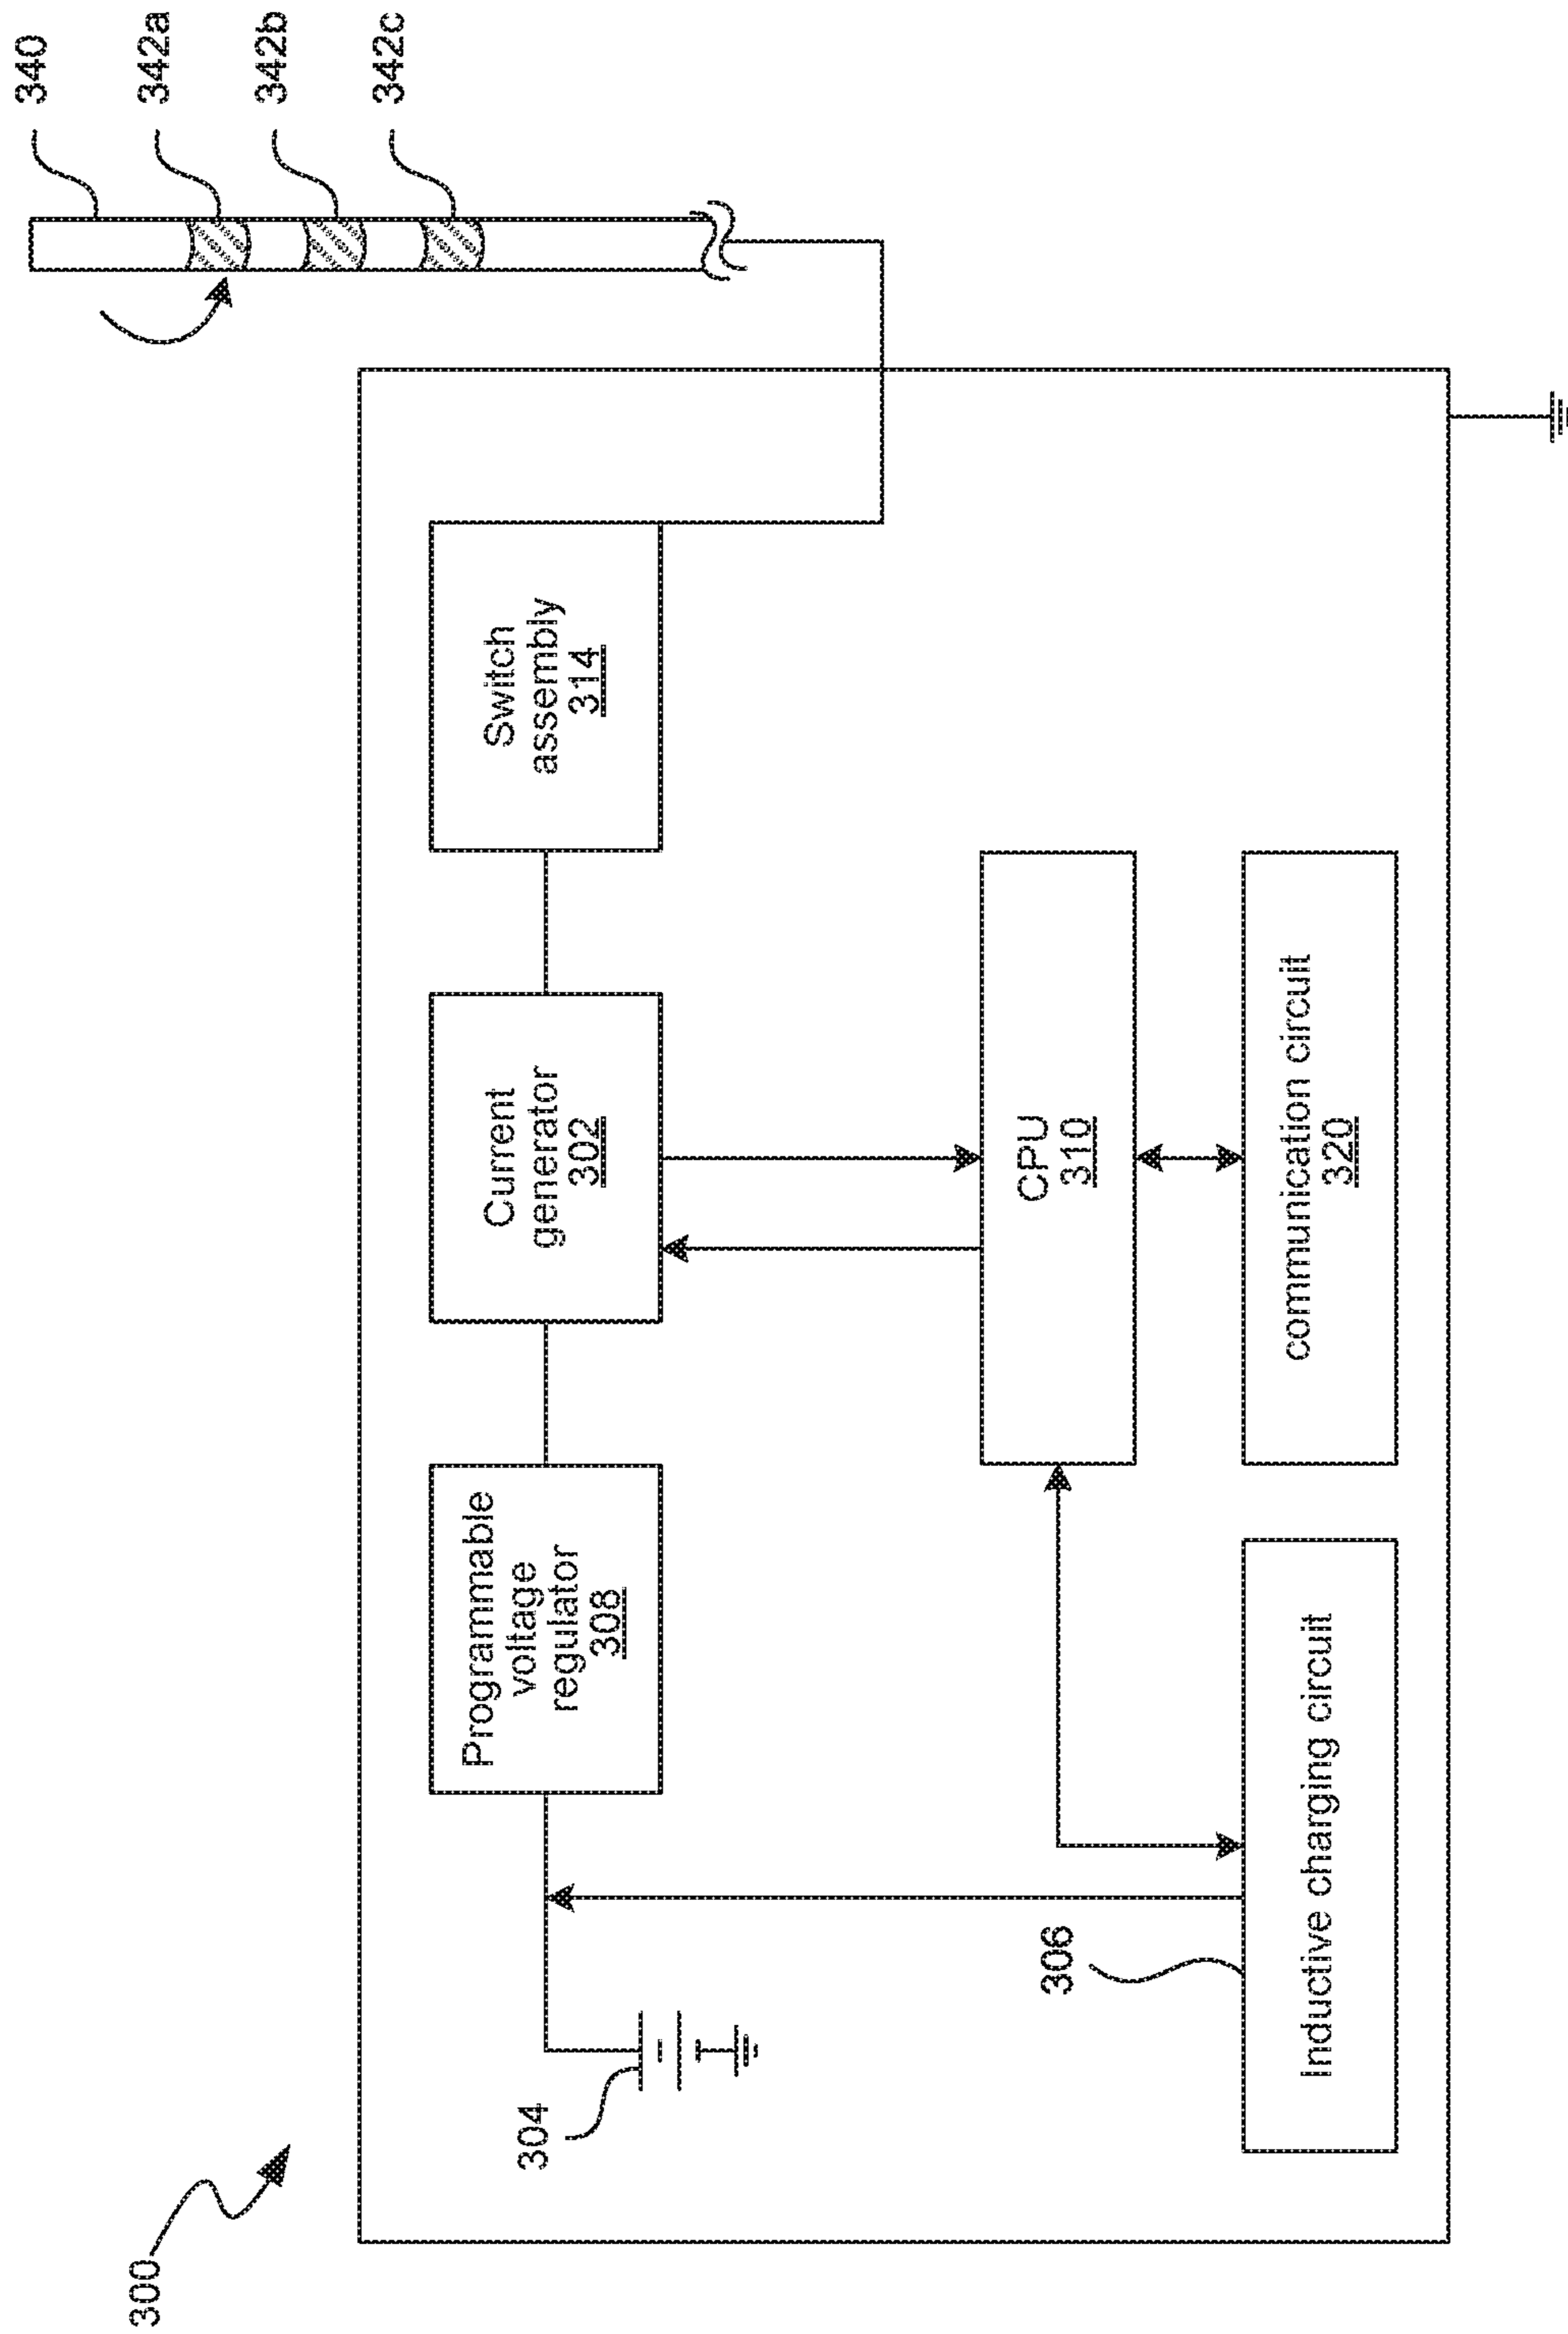 300
340
342a
342b
342c
304
Programmable
voltage
regulator
308
Current
generator
302
Switch
assembly
314
306
Inductive charging circuit
CPU
310
communication circuit
320